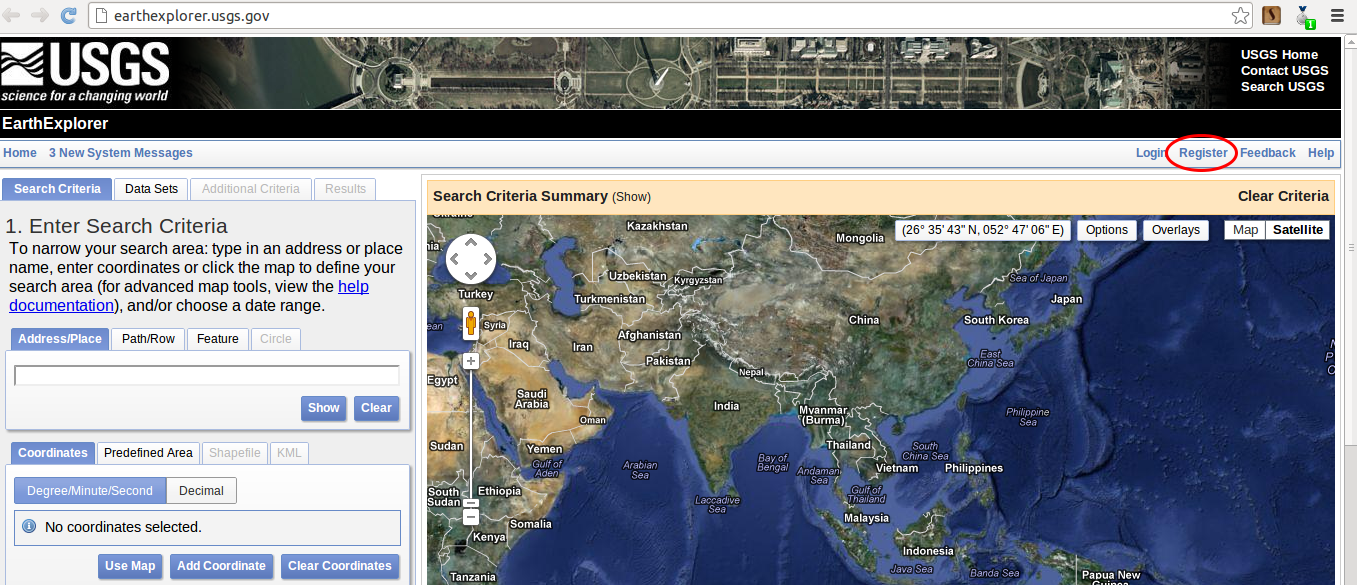 earthexplorer.usgs.gov
1
USGS
science for a changing world
USGS Home
Contact USGS
Search USGS
EarthExplorer
Home 3 New System Messages
Login Register Feedback Help
Search Criteria Data Sets Additional Criteria Results
1. Enter Search Criteria
To narrow your search area: type in an address or place
name, enter coordinates or click the map to define your
search area (for advanced map tools, view the help
documentation), and/or choose a date range.
Address/Place Path/Row Feature Circle
Show Clear
Coordinates Predefined Area Shapefile KML
Degree/Minute/Second Decimal
No coordinates selected.
Use Map Add Coordinate Clear Coordinates
Search Criteria Summary (Show) Clear Criteria
(26° 35' 43" N, 052° 47' 06" E) Options Overlays Map Satellite
Kazakhstan
Mongolia
Uzbekistan
Kyrgyzstan
Sea of Japan
Turkey
Turkmenistan
Japan
Syria
China
South Korea
Afghanistan
Iraq
Iran
East
China Sea
Pakistan
Nepal
Egypt
Saudi
Arabia
India
Myanmar
(Burma)
Oman
Philippine
Sea
Sudan
Yemen
Thailand
South
China Sea
Gulf of
Aden
Arabian
Sea
Bay of
Bengal
Andaman
Sea
Vietnam
Philippines
South
Sudan
Ethiopia
Laccadive
Sea
Gulf of
Thailand
Somalia
Malaysia
Kenya
Indonesia
Java Sea
Banda Sea
Tanzania
Papua New
Guinea